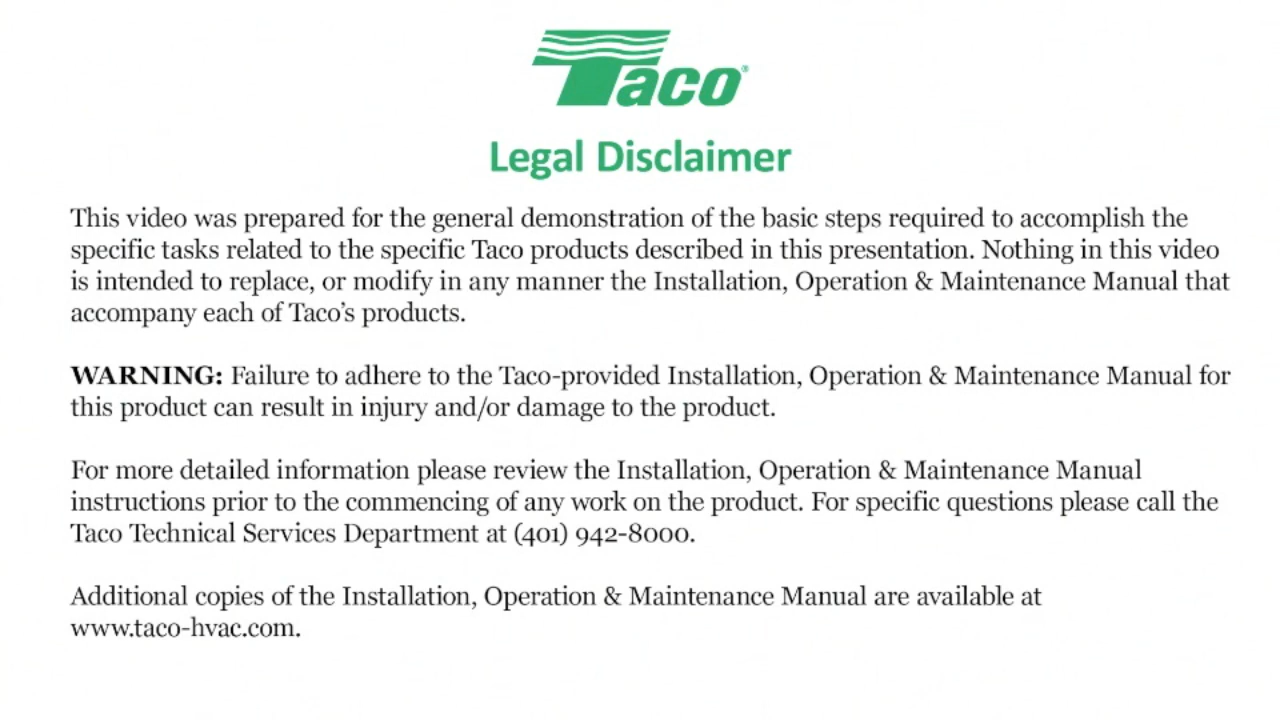 Taco®
Legal Disclaimer
This video was prepared for the general demonstration of the basic steps required to accomplish the
specific tasks related to the specific Taco products described in this presentation. Nothing in this video
is intended to replace, or modify in any manner the Installation, Operation & Maintenance Manual that
accompany each of Taco’s products.
WARNING: Failure to adhere to the Taco-provided Installation, Operation & Maintenance Manual for
this product can result in injury and/or damage to the product.
For more detailed information please review the Installation, Operation & Maintenance Manual
instructions prior to the commencing of any work on the product. For specific questions please call the
Taco Technical Services Department at (401) 942-8000.
Additional copies of the Installation, Operation & Maintenance Manual are available at
www.taco-hvac.com.